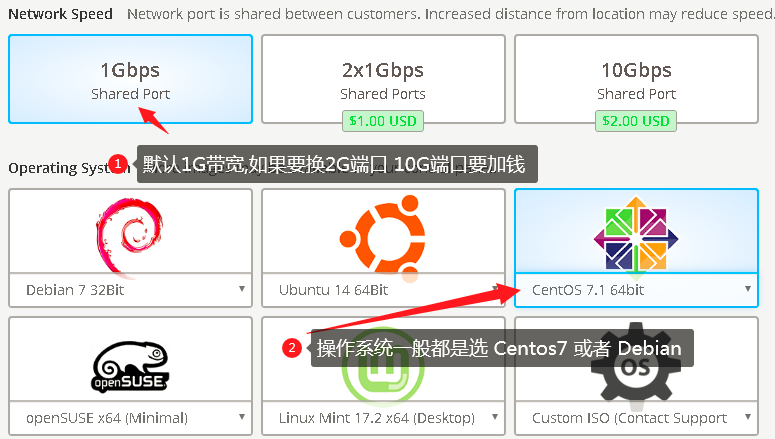 Network Speed Network port is shared between customers. Increased distance from location may reduce speed.
1Gbps
Shared Port
2x1Gbps
Shared Ports
$1.00 USD
10Gbps
Shared Port
$2.00 USD
Operating System
1 默认1G带宽,如果要换2G端口 10G端口要加钱
Debian 7 32Bit
Ubuntu 14 64Bit
CentOS 7.1 64bit
2 操作系统一般都是选 Centos7 或者 Debian
openSUSE
OS
openSUSE x64 (Minimal)
Linux Mint 17.2 x64 (Desktop)
Custom ISO (Contact Support